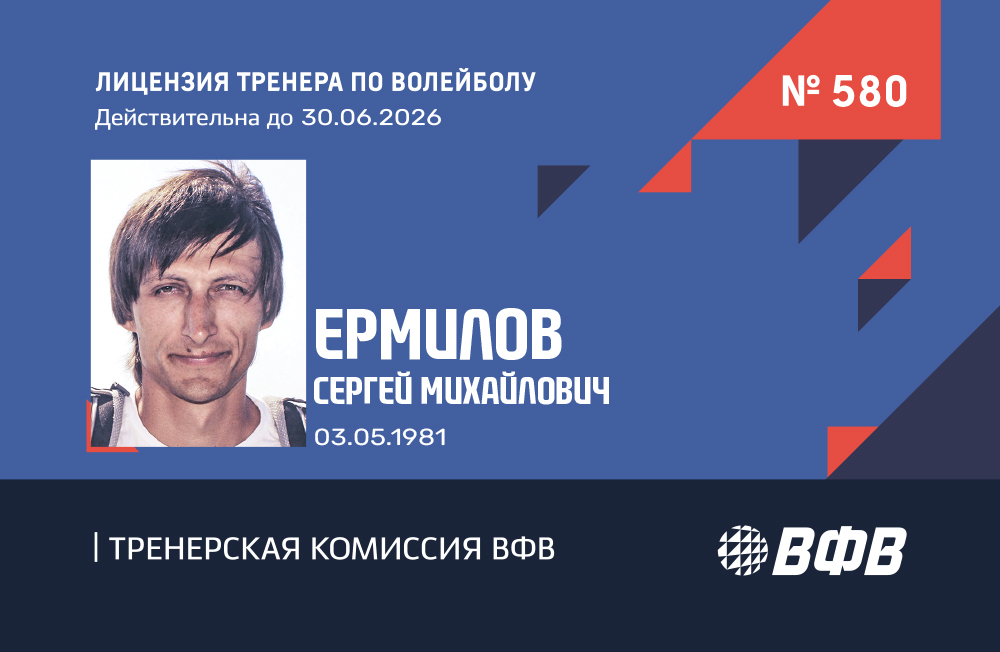 ЛИЦЕНЗИЯ ТРЕНЕРА ПО ВОЛЕЙБОЛУ
Действительна до 30.06.2026
№ 580
ЕРМИЛОВ
СЕРГЕЙ МИХАЙЛОВИЧ
03.05.1981
| ТРЕНЕРСКАЯ КОМИССИЯ ВФВ
ВФВ